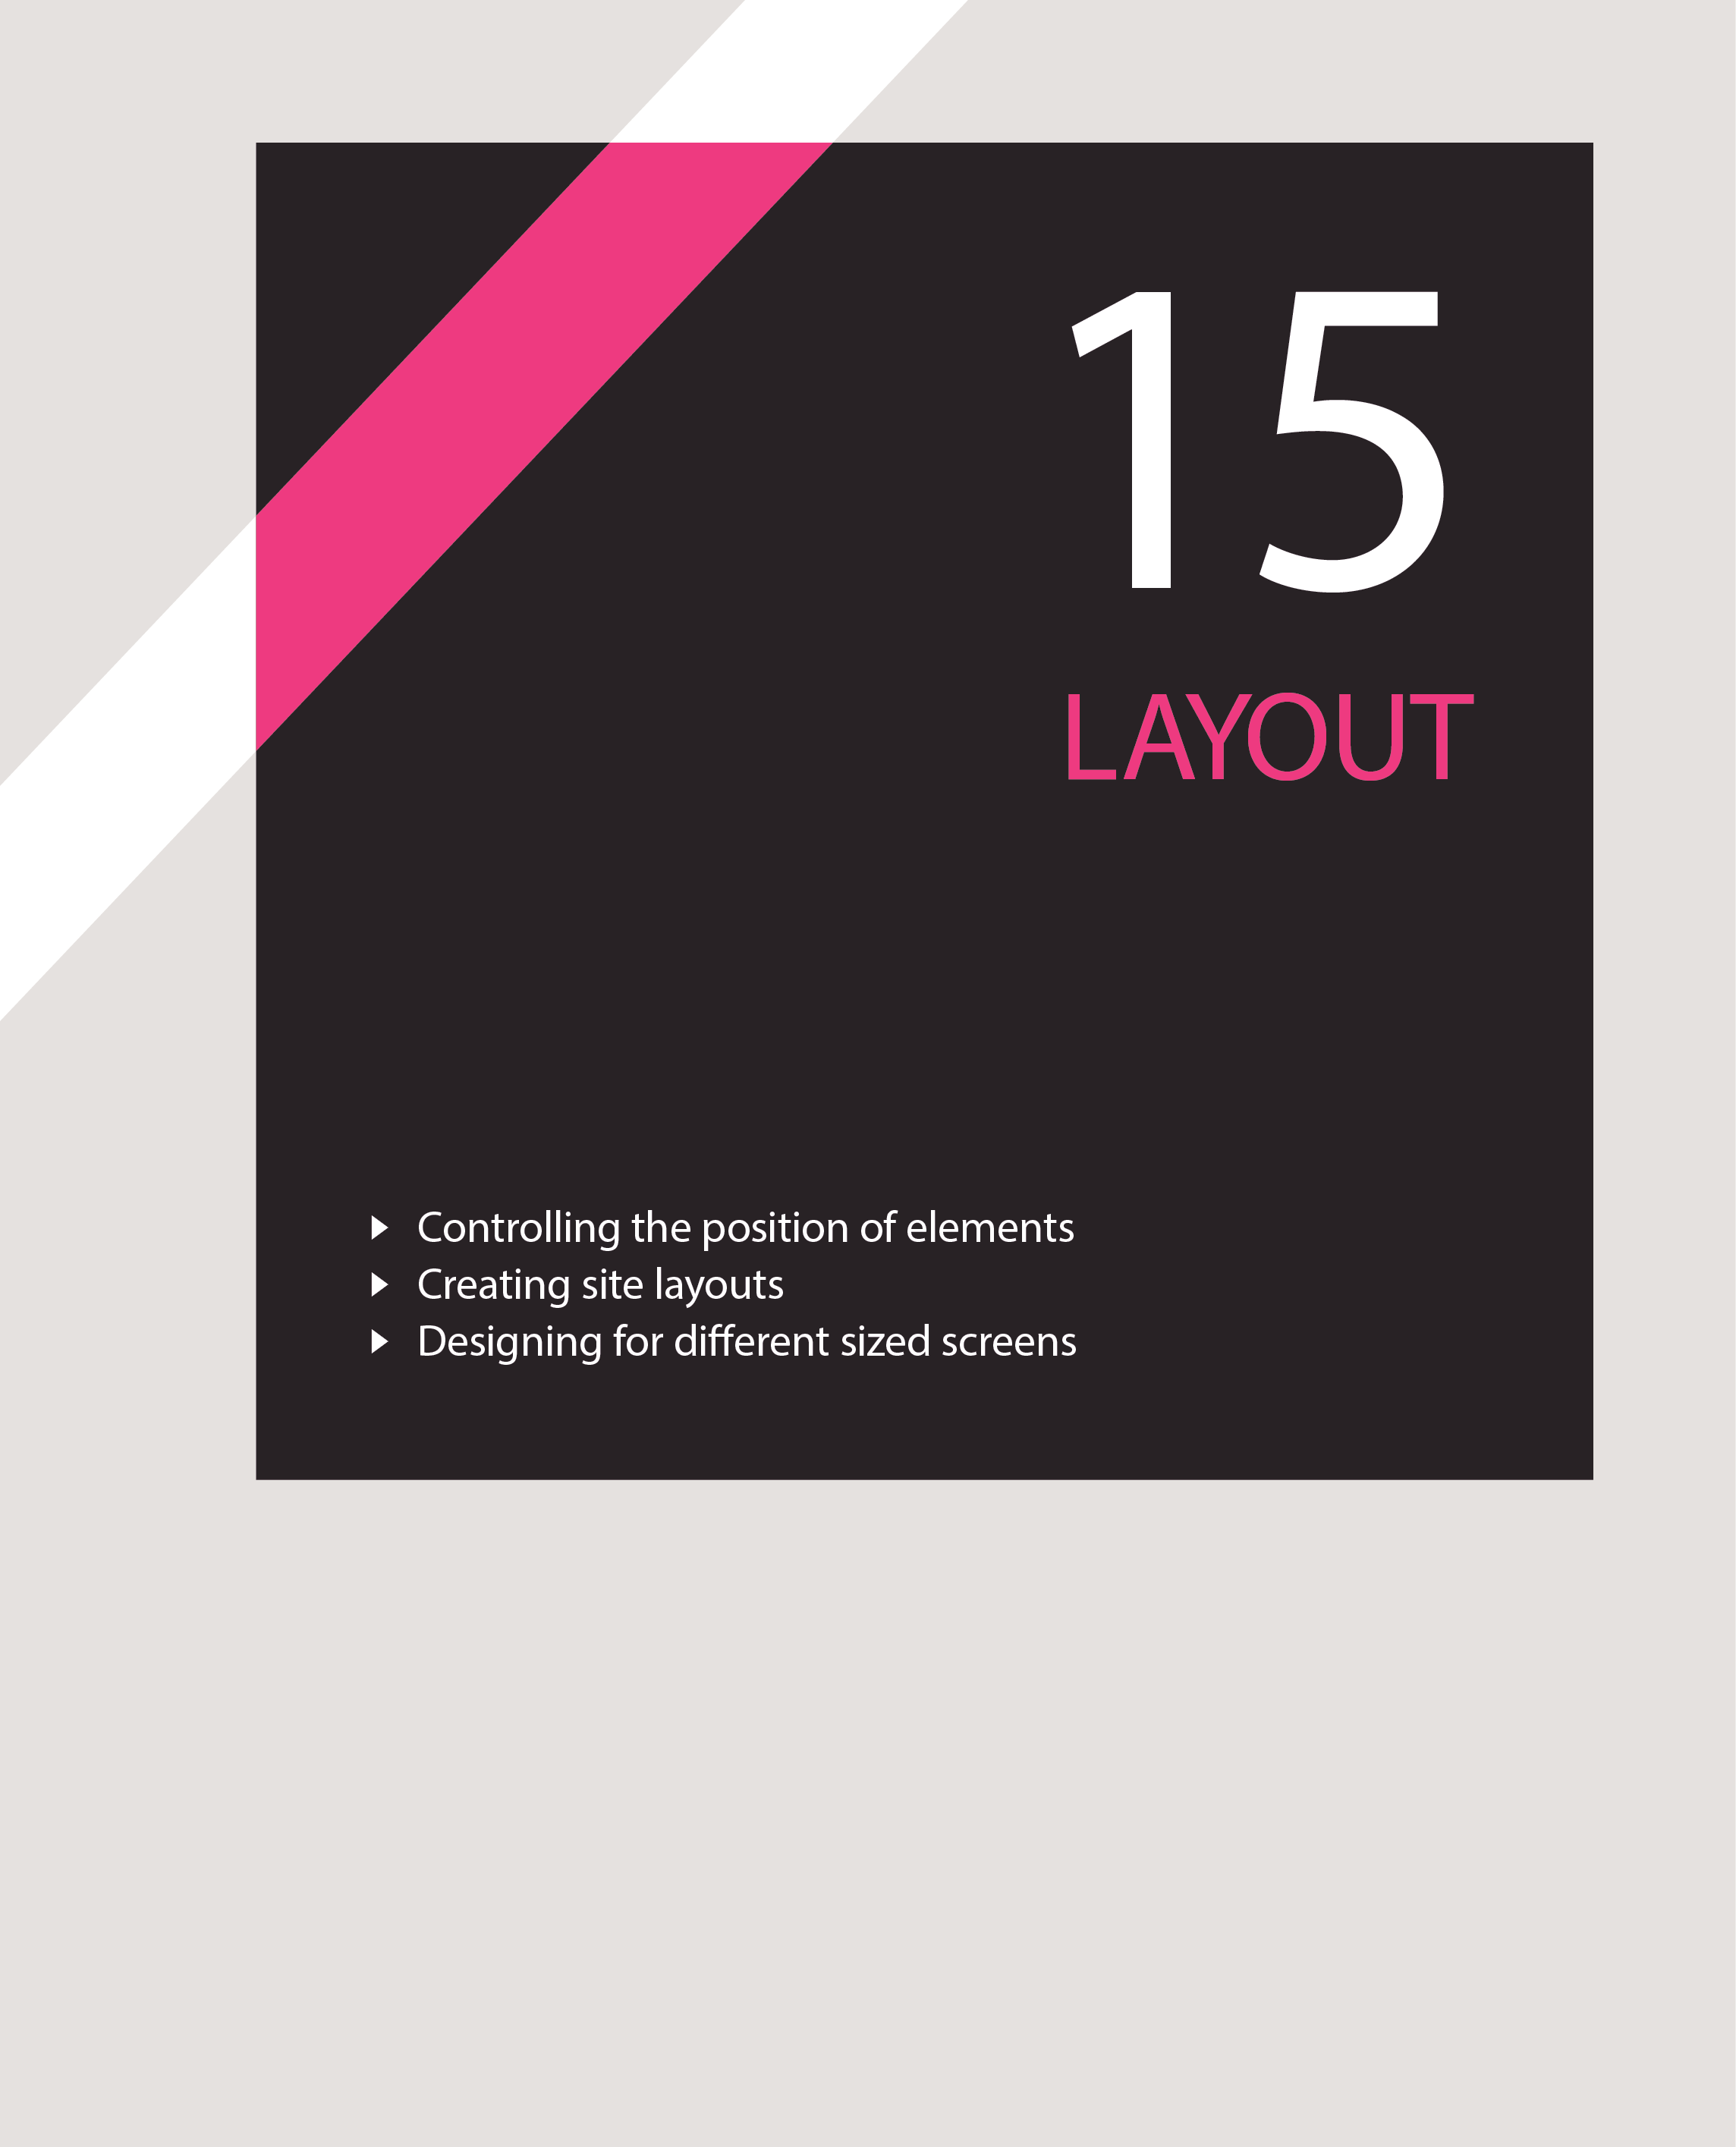 15
LAYOUT
Controlling the position of elements
Creating site layouts
Designing for different sized screens